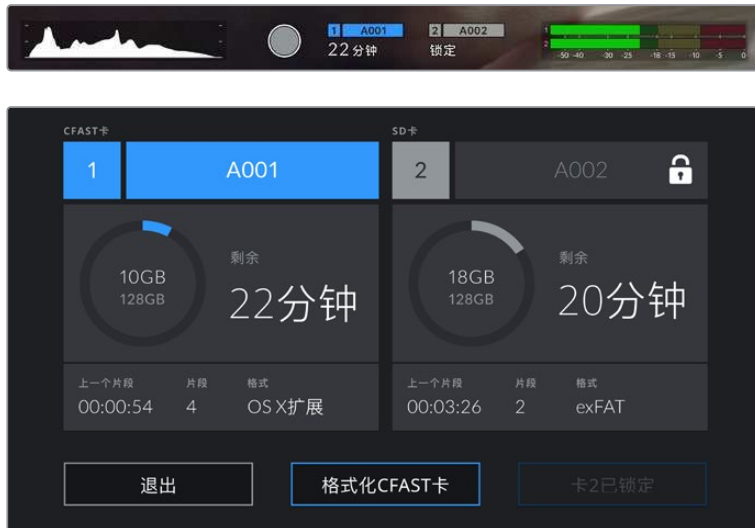 1 A001 2 A002
22分钟 锁定
1
2
-50 -40 -30 -25 -18 -15 -10 -5 0
CFAST卡 SD卡
1 A001 2 A002
剩余 剩余
10GB 22分钟 18GB 20分钟
128GB 128GB
上一个片段 片段 格式 上一个片段 片段 格式
00:00:54 4 OS X扩展 00:03:26 2 exFAT
退出 格式化CFAST卡 卡2已锁定